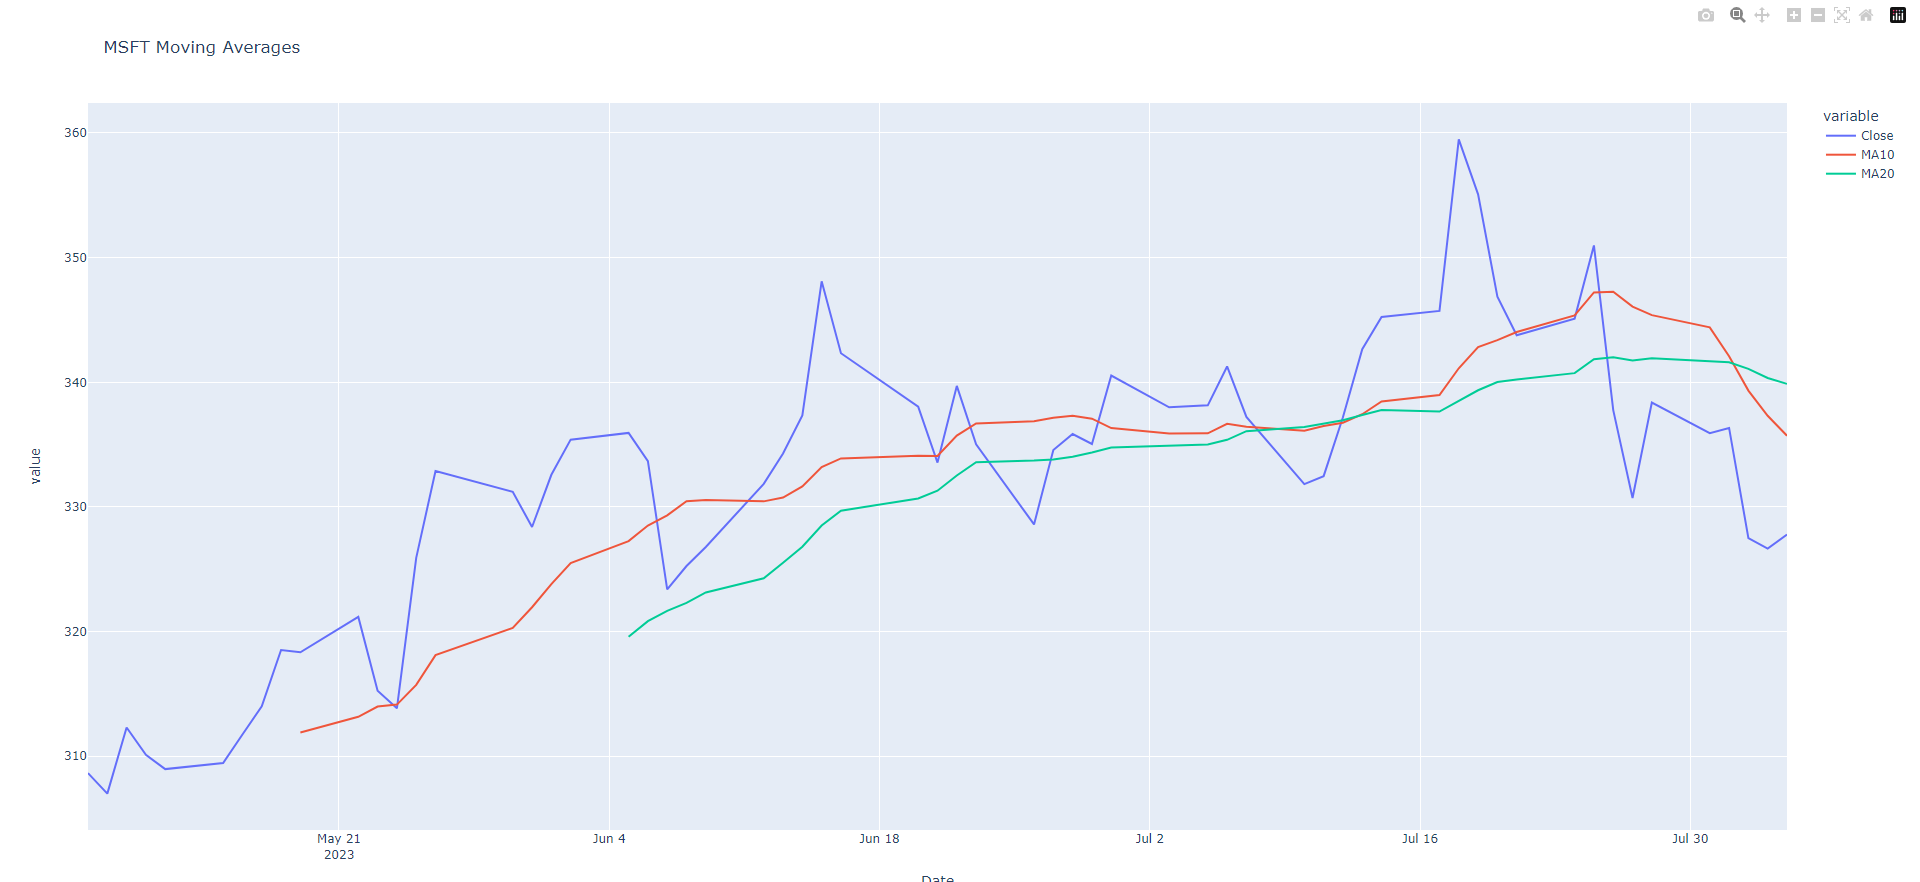 MSFT Moving Averages
variable
Close
MA10
MA20
360
350
340
330
320
310
value
May 21
2023
Jun 4
Jun 18
Jul 2
Jul 16
Jul 30
Date